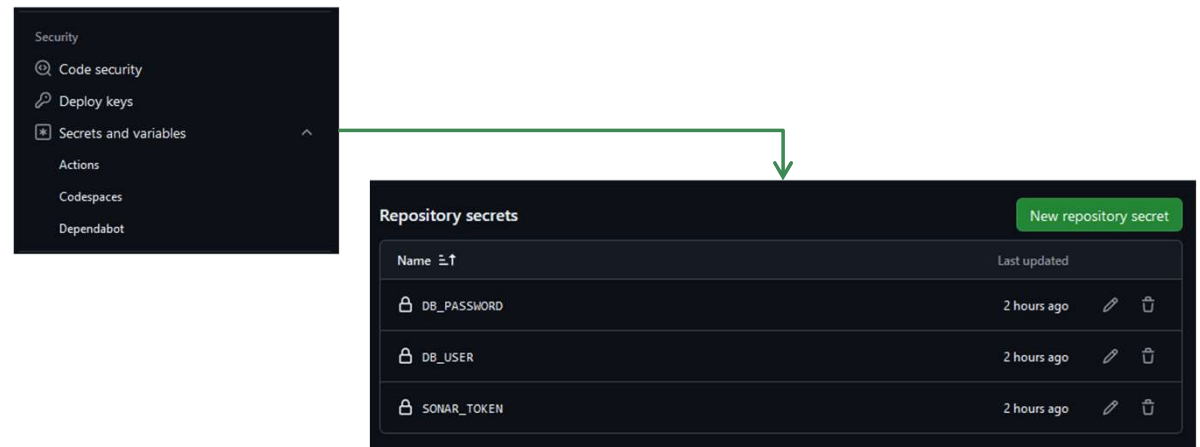 Security
Code security
Deploy keys
Secrets and variables
Actions
Codespaces
Dependabot
Repository secrets
New repository secret
Name
Last updated
DB_PASSWORD
2 hours ago
DB_USER
2 hours ago
SONAR_TOKEN
2 hours ago